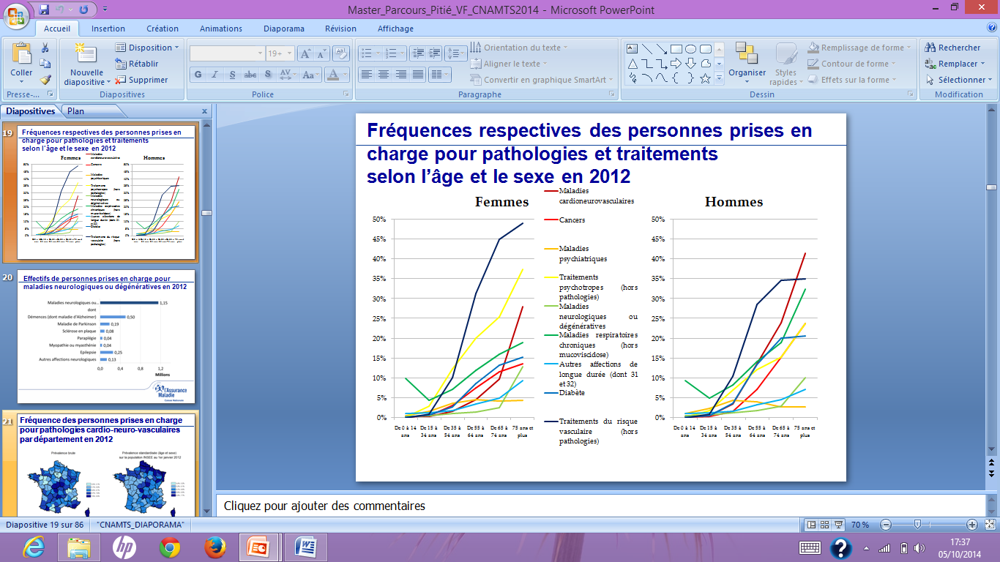 Master_Parcours_Pitié_VF_CNAMTS2014 - Microsoft PowerPoint
Accueil Insertion Création Animations Diaporama Révision Affichage
Coller
Nouvelle
diapositive
Disposition
Rétablir
Supprimer
19+
G I S abc S AV Aa A
Orientation du texte
Aligner le texte
Convertir en graphique SmartArt
Organiser
Styles
rapides
Remplissage de forme
Contour de forme
Effets sur la forme
Rechercher
Remplacer
Sélectionner
Presse-... Diapositives Police Paragraphe Dessin Modification
Diapositives Plan x
19
Fréquences respectives des personnes prises en
charge pour pathologies et traitements
selon l'âge et le sexe en 2012
Femmes Hommes
20
Effectifs de personnes prises en charge pour
maladies neurologiques ou dégénératives en 2012
Maladies neurologiques ou... 1,15
dont
Démences (dont maladie d'Alzheimer) 0,50
Maladie de Parkinson 0,19
Sclérose en plaque 0,08
Paraplégie 0,04
Myopathie ou myasthénie 0,04
Epilepsie 0,25
Autres affections neurologiques 0,13
0,0 0,4 0,8 1,2
Millions
l'Assurance
Maladie
21
Fréquence des personnes prises en charge
pour pathologies cardio-neuro-vasculaires
par département en 2012
Prévalence brute
Prévalence standardisée (âge et sexe)
sur la population INSEE au 1er janvier 2012
Fréquences respectives des personnes prises en
charge pour pathologies et traitements
selon l'âge et le sexe en 2012
Femmes
50%
45%
40%
35%
30%
25%
20%
15%
10%
5%
0%
De 0 à 14 ans
De 15 à 34 ans
De 35 à 54 ans
De 55 à 64 ans
De 65 à 74 ans
75 ans et plus
Maladies
cardioneurovasculaires
Cancers
Maladies
psychiatriques
Traitements
psychotropes (hors
pathologies)
Maladies
neurologiques ou
dégénératives
Maladies respiratoires
chroniques (hors
mucoviscidose)
Autres affections de
longue durée (dont 31
et 32)
Diabète
Traitements du risque
vasculaire (hors
pathologies)
Hommes
50%
45%
40%
35%
30%
25%
20%
15%
10%
5%
0%
De 0 à 14 ans
De 15 à 34 ans
De 35 à 54 ans
De 55 à 64 ans
De 65 à 74 ans
75 ans et plus
Cliquez pour ajouter des commentaires
Diapositive 19 sur 86 "CNAMTS_DIAPORAMA" 70 %
hp
17:37
05/10/2014